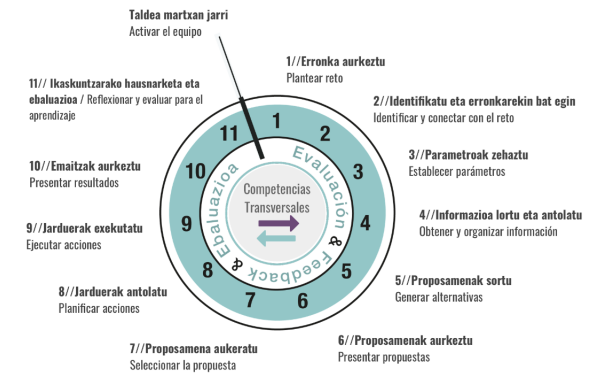 Taldea martxan jarri
Activar el equipo
1//Erronka aurkeztu
Plantear reto
2//Identifikatu eta erronkarekin bat egin
Identificar y conectar con el reto
3//Parametroak zehaztu
Establecer parámetros
4//Informazioa lortu eta antolatu
Obtener y organizar información
5//Proposamenak sortu
Generar alternativas
6//Proposamenak aurkeztu
Presentar propuestas
7//Proposamena aukeratu
Seleccionar la propuesta
8//Jarduerak antolatu
Planificar acciones
9//Jarduerak exekutatu
Ejecutar acciones
10//Emaitzak aurkeztu
Presentar resultados
11// Ikaskuntzarako hausnarketa eta
ebaluazioa / Reflexionar y evaluar para el
aprendizaje
1
2
3
4
5
6
7
8
9
10
11
Evaluación & Feedback & Ebaluazioa
Competencias
Transversales